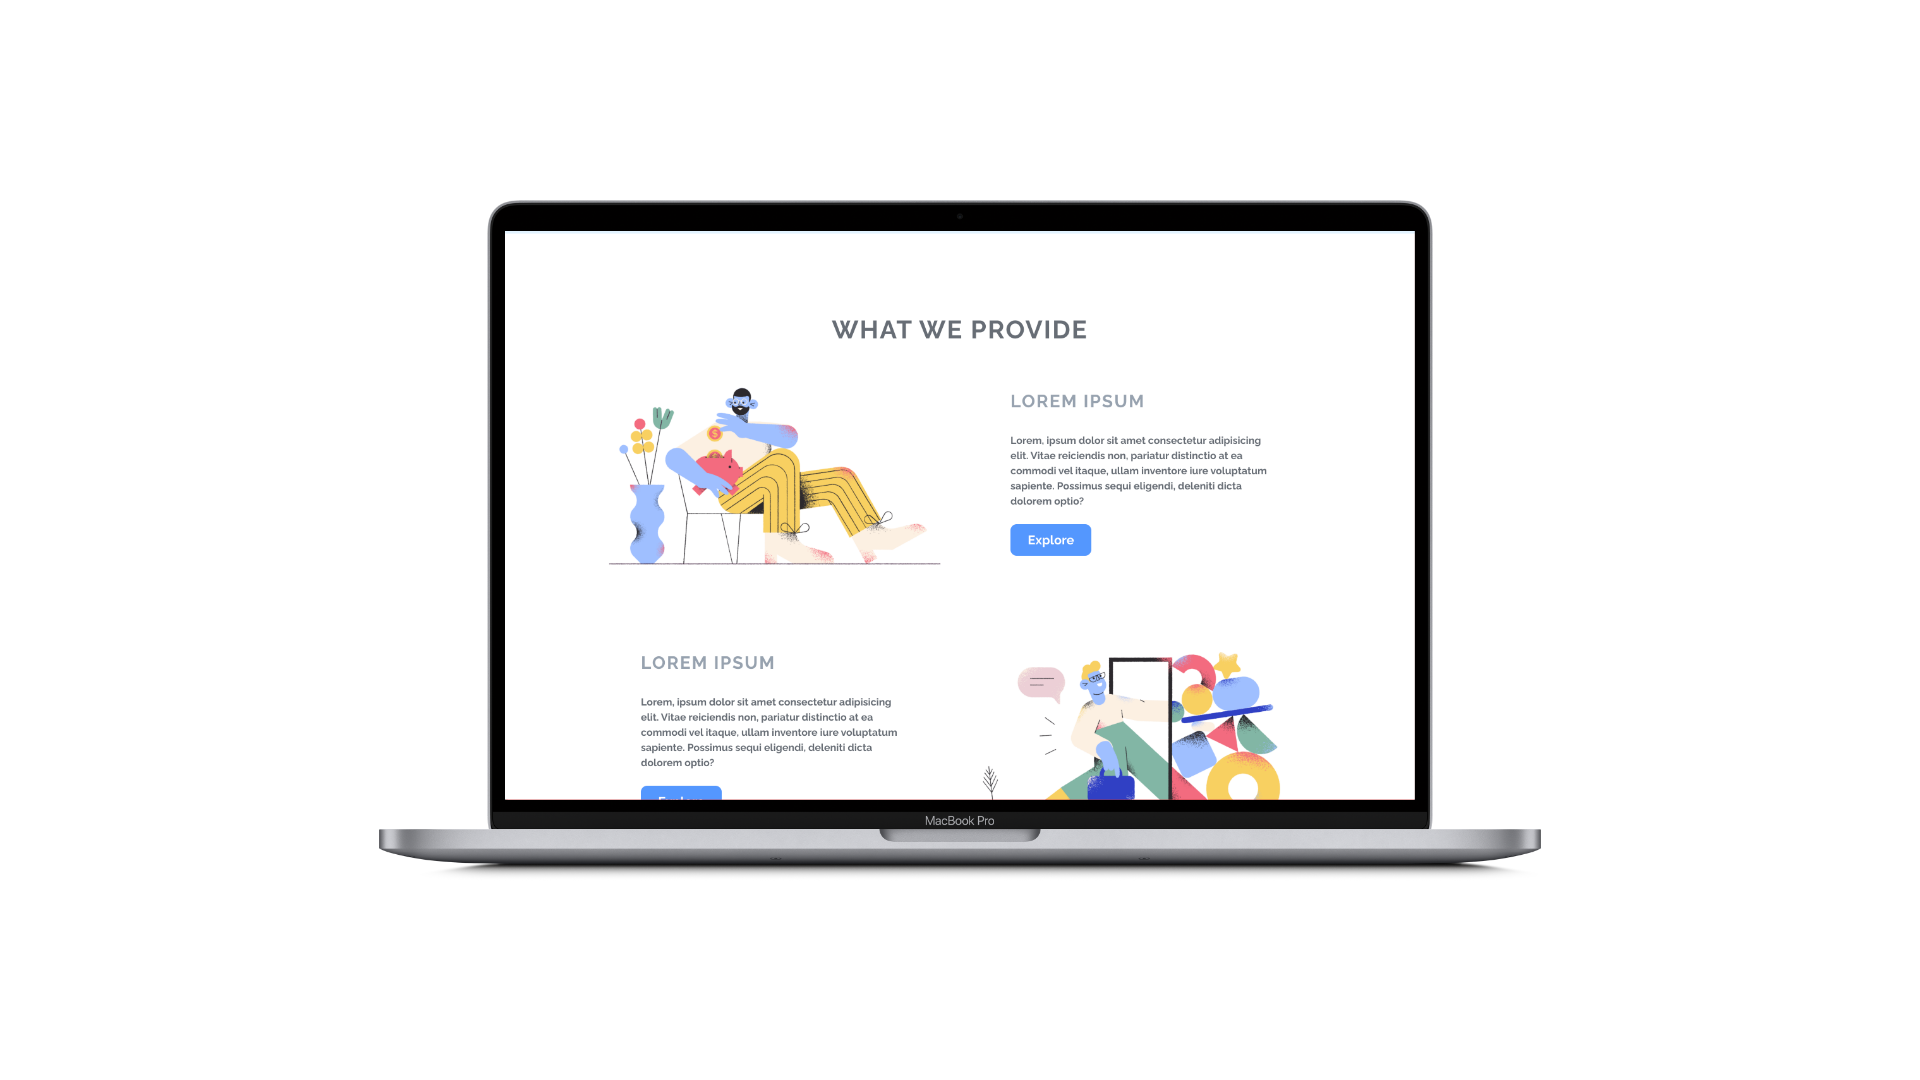 WHAT WE PROVIDE
LOREM IPSUM
Lorem, ipsum dolor sit amet consectetur adipisicing
elit. Vitae reiciendis non, pariatur distinctio at ea
commodi vel itaque, ullam inventore iure voluptatum
sapiente. Possimus sequi eligendi, deleniti dicta
dolorem optio?
Explore
LOREM IPSUM
Lorem, ipsum dolor sit amet consectetur adipisicing
elit. Vitae reiciendis non, pariatur distinctio at ea
commodi vel itaque, ullam inventore iure voluptatum
sapiente. Possimus sequi eligendi, deleniti dicta
dolorem optio?
MacBook Pro